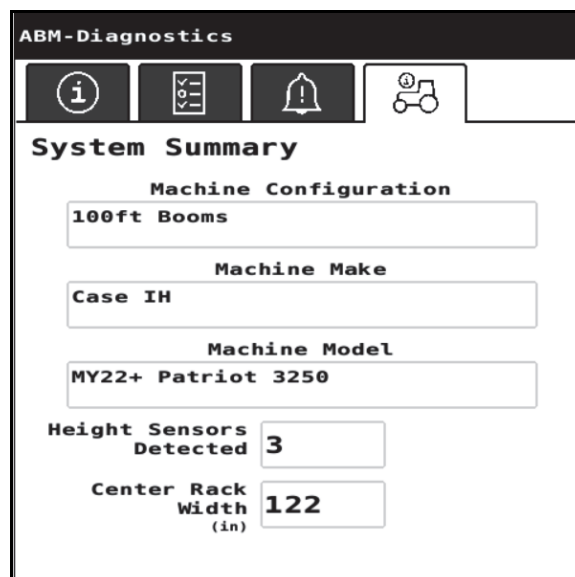 ABM-Diagnostics
System Summary
Machine Configuration
100ft Booms
Machine Make
Case IH
Machine Model
MY22+ Patriot 3250
Height Sensors
Detected
3
Center Rack
Width
(in)
122